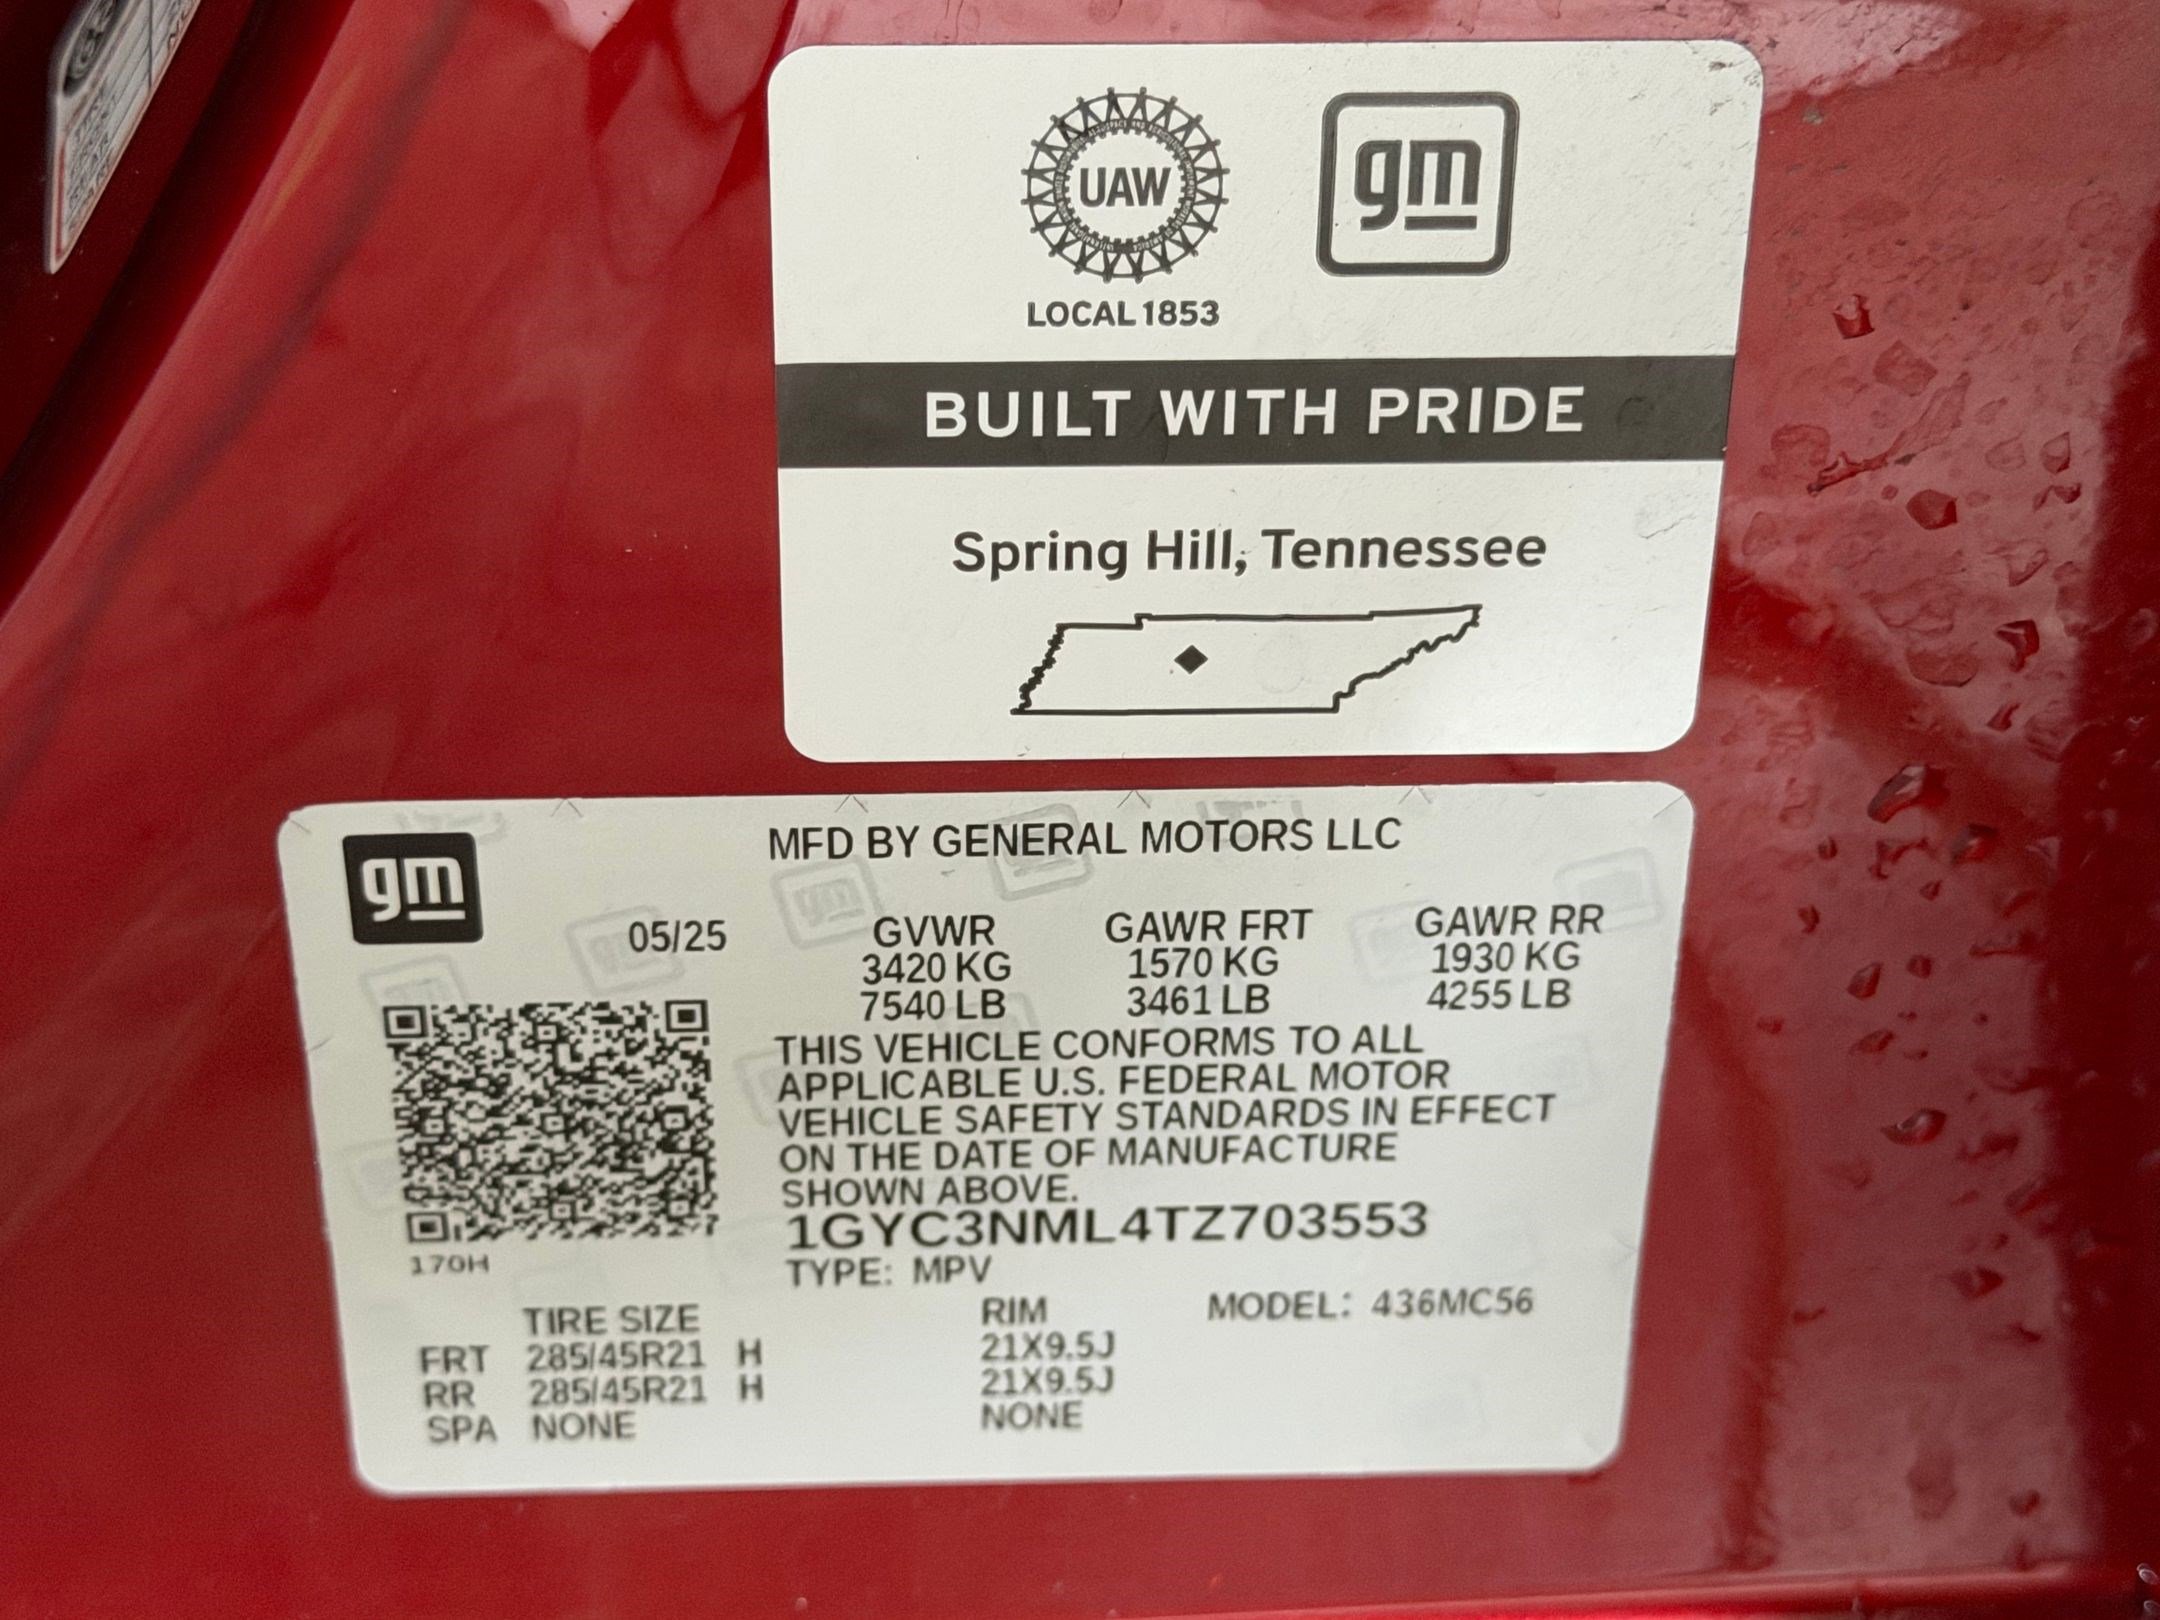 UAW
gm
LOCAL 1853
BUILT WITH PRIDE
Spring Hill, Tennessee
gm
MFD BY GENERAL MOTORS LLC
05/25
GVWR GAWR FRT GAWR RR
3420 KG 1570 KG 1930 KG
7540 LB 3461 LB 4255 LB
THIS VEHICLE CONFORMS TO ALL
APPLICABLE U.S. FEDERAL MOTOR
VEHICLE SAFETY STANDARDS IN EFFECT
ON THE DATE OF MANUFACTURE
SHOWN ABOVE.
1GYC3NML4TZ703553
170H
TYPE: MPV
TIRE SIZE RIM MODEL: 436MC56
FRT 285/45R21 H 21X9.5J
RR 285/45R21 H 21X9.5J
SPA NONE NONE